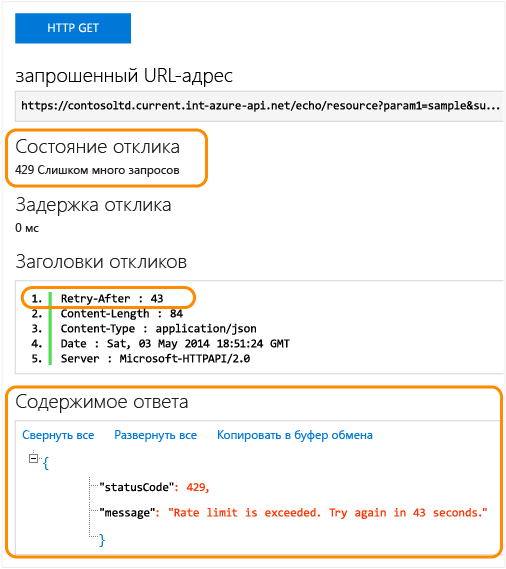 HTTP GET
запрошенный URL-адрес
https://contosoltd.current.int-azure-api.net/echo/resource?param1=sample&su...
Состояние отклика
429 Слишком много запросов
Задержка отклика
0 мс
Заголовки откликов
1. Retry-After : 43
2. Content-Length : 84
3. Content-Type : application/json
4. Date : Sat, 03 May 2014 18:51:24 GMT
5. Server : Microsoft-HTTPAPI/2.0
Содержимое ответа
Свернуть все Развернуть все Копировать в буфер обмена
{
"statusCode": 429,
"message": "Rate limit is exceeded. Try again in 43 seconds."
}